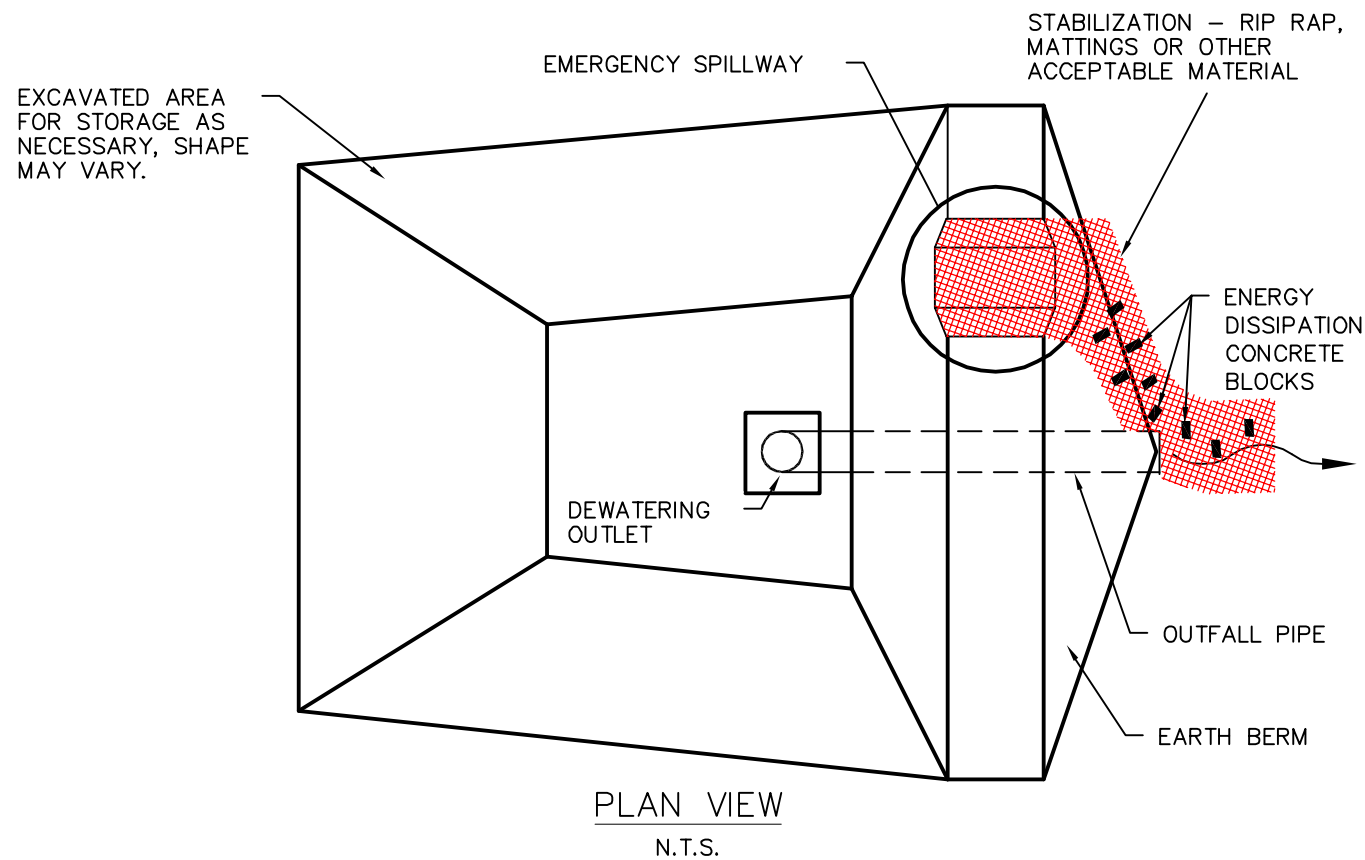 STABILIZATION – RIP RAP,
MATTINGS OR OTHER
ACCEPTABLE MATERIAL
EMERGENCY SPILLWAY
EXCAVATED AREA
FOR STORAGE AS
NECESSARY, SHAPE
MAY VARY.
ENERGY
DISSIPATION
CONCRETE
BLOCKS
DEWATERING
OUTLET
OUTFALL PIPE
EARTH BERM
PLAN VIEW
N.T.S.